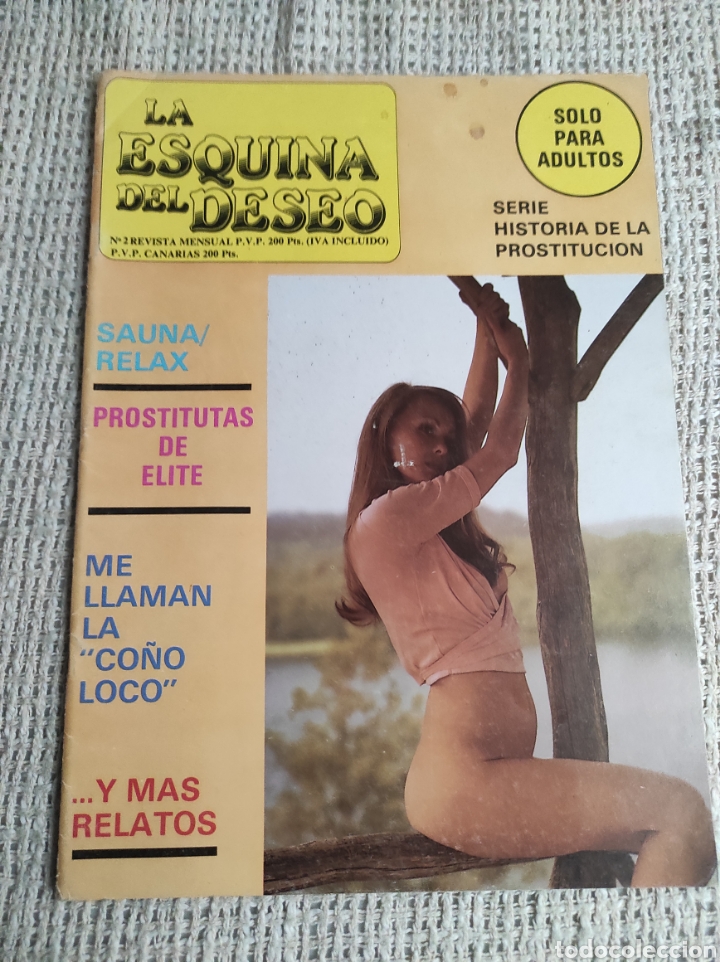 LA
ESQUINA
DEL DESEO
Nº 2 REVISTA MENSUAL P.V.P. 200 Pts. (IVA INCLUIDO)
P.V.P. CANARIAS 200 Pts.
SOLO
PARA
ADULTOS
SERIE
HISTORIA DE LA
PROSTITUCION
SAUNA/
RELAX
PROSTITUTAS
DE
ELITE
ME
LLAMAN
LA
"COÑO
LOCO"
...Y MAS
RELATOS
todocoleccion